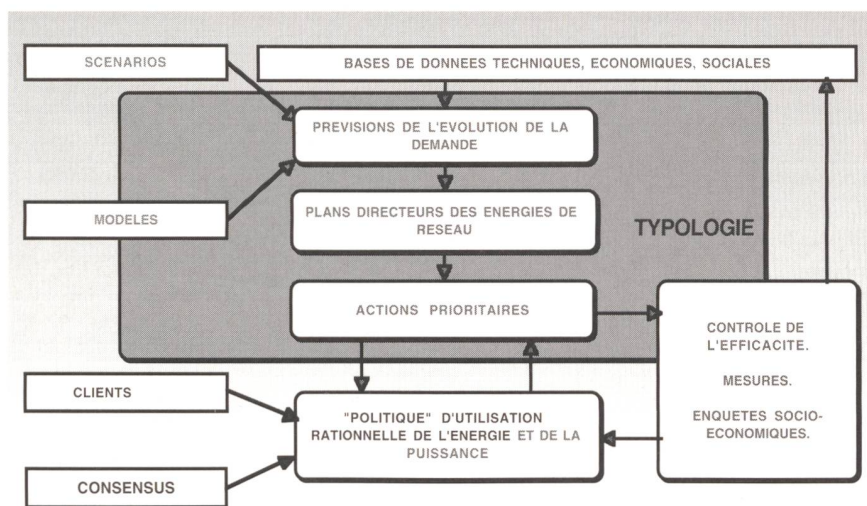 SCENARIOS
BASES DE DONNEES TECHNIQUES, ECONOMIQUES, SOCIALES
PREVISIONS DE L'EVOLUTION DE LA
DEMANDE
MODELES
PLANS DIRECTEURS DES ENERGIES DE
RESEAU
TYPOLOGIE
ACTIONS PRIORITAIRES
CONTROLE DE
L'EFFICACITE.
MESURES.
ENQUETES SOCIO-
ECONOMIQUES.
CLIENTS
"POLITIQUE" D'UTILISATION
RATIONNELLE DE L'ENERGIE ET DE LA
PUISSANCE
CONSENSUS